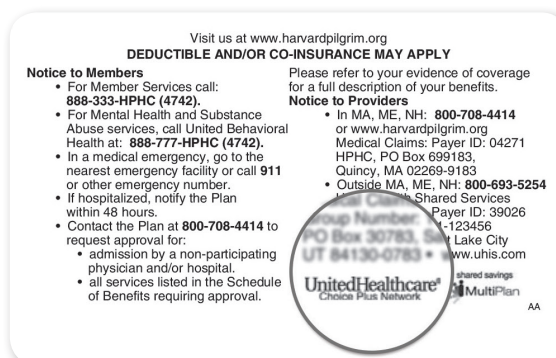 Visit us at www.harvardpilgrim.org
DEDUCTIBLE AND/OR CO-INSURANCE MAY APPLY
Notice to Members
• For Member Services call:
888-333-HPHC (4742).
• For Mental Health and Substance
Abuse services, call United Behavioral
Health at: 888-777-HPHC (4742).
• In a medical emergency, go to the
nearest emergency facility or call 911
or other emergency number.
• If hospitalized, notify the Plan
within 48 hours.
• Contact the Plan at 800-708-4414 to
request approval for:
• admission by a non-participating
physician and/or hospital.
• all services listed in the Schedule
of Benefits requiring approval.
Please refer to your evidence of coverage
for a full description of your benefits.
Notice to Providers
• In MA, ME, NH: 800-708-4414
or www.harvardpilgrim.org
Medical Claims: Payer ID: 04271
HPHC, PO Box 699183,
Quincy, MA 02269-9183
• Outside MA, ME, NH: 800-693-5254
Shared Services
Payer ID: 39026
Group Number: 1-123456
PO Box 30783, Lake City
UT 84130-0783 • www.uhis.com
UnitedHealthcare®
Choice Plus Network
shared savings
MultiPlan
AA